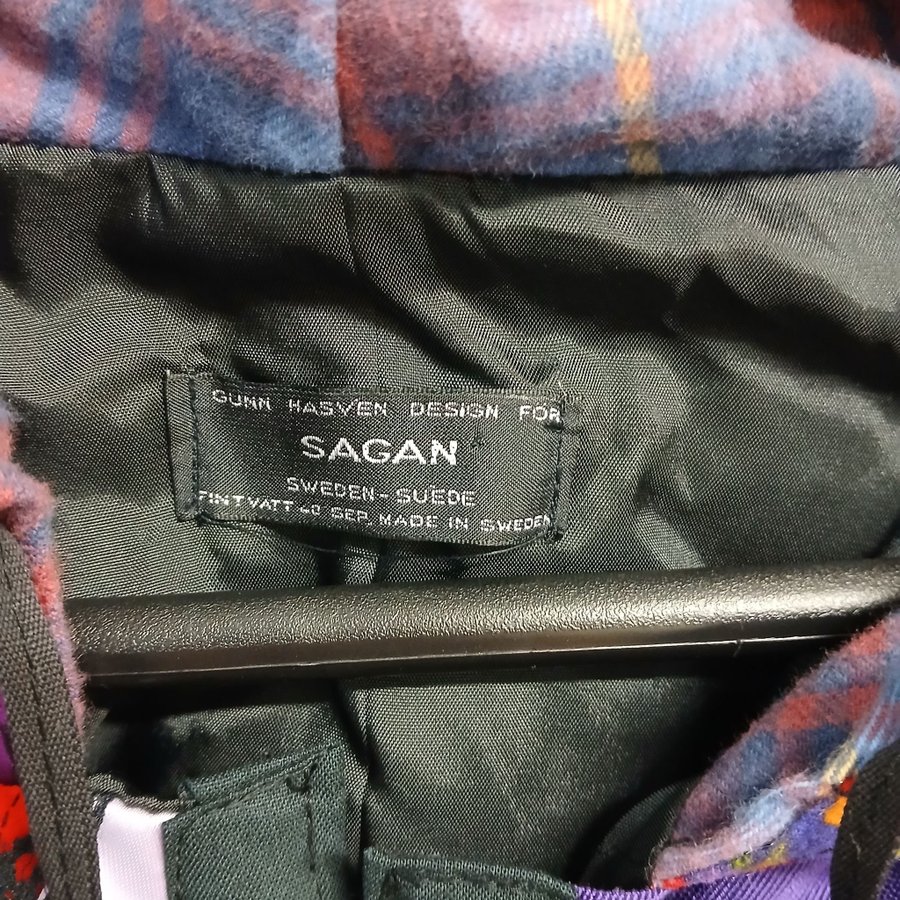 GUNN HASVEN DESIGN FOR
SAGAN
SWEDEN-SUEDE
FINTVATT 40 SEP. MADE IN SWEDEN